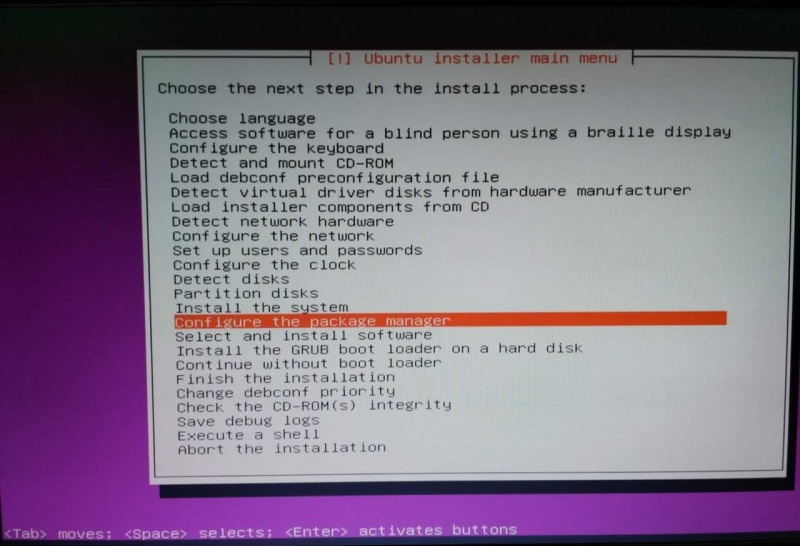 [!] Ubuntu installer main menu
Choose the next step in the install process:
Choose language
Access software for a blind person using a braille display
Configure the keyboard
Detect and mount CD-ROM
Load debconf preconfiguration file
Detect virtual driver disks from hardware manufacturer
Load installer components from CD
Detect network hardware
Configure the network
Set up users and passwords
Configure the clock
Detect disks
Partition disks
Install the system
Configure the package manager
Select and install software
Install the GRUB boot loader on a hard disk
Continue without boot loader
Finish the installation
Change debconf priority
Check the CD-ROM(s) integrity
Save debug logs
Execute a shell
Abort the installation
<Tab> moves; <Space> selects; <Enter> activates buttons